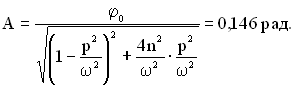 A = φ₀ / √((1 − p²/ω²)² + 4n²/ω² · p²/ω²) = 0,146 рад.